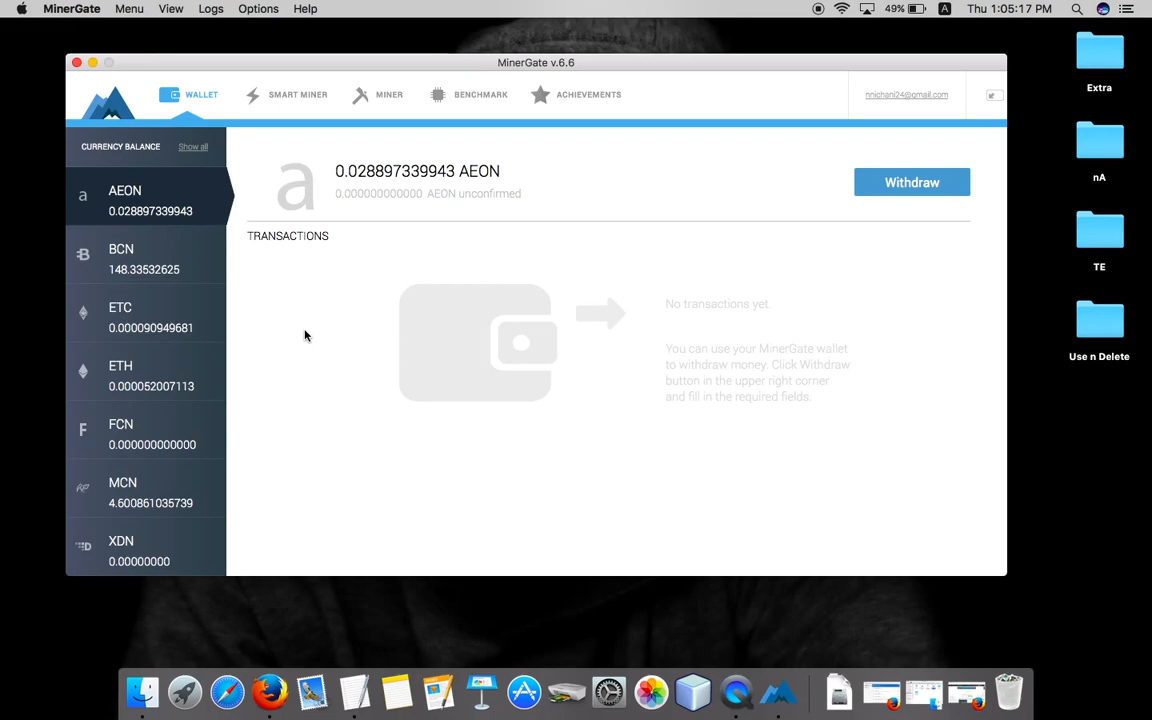 MinerGate Menu View Logs Options Help 49% A Thu 1:05:17 PM
MinerGate v.6.6
WALLET SMART MINER MINER BENCHMARK ACHIEVEMENTS nnichani24@gmail.com
CURRENCY BALANCE Show all
a AEON
0.028897339943
BCN
148.33532625
ETC
0.000090949681
ETH
0.000052007113
F FCN
0.000000000000
MCN
4.600861035739
XDN
0.00000000
a 0.028897339943 AEON
0.000000000000 AEON unconfirmed
Withdraw
TRANSACTIONS
No transactions yet.
You can use your MinerGate wallet
to withdraw money. Click Withdraw
button in the upper right corner
and fill in the required fields.
Extra
nA
TE
Use n Delete